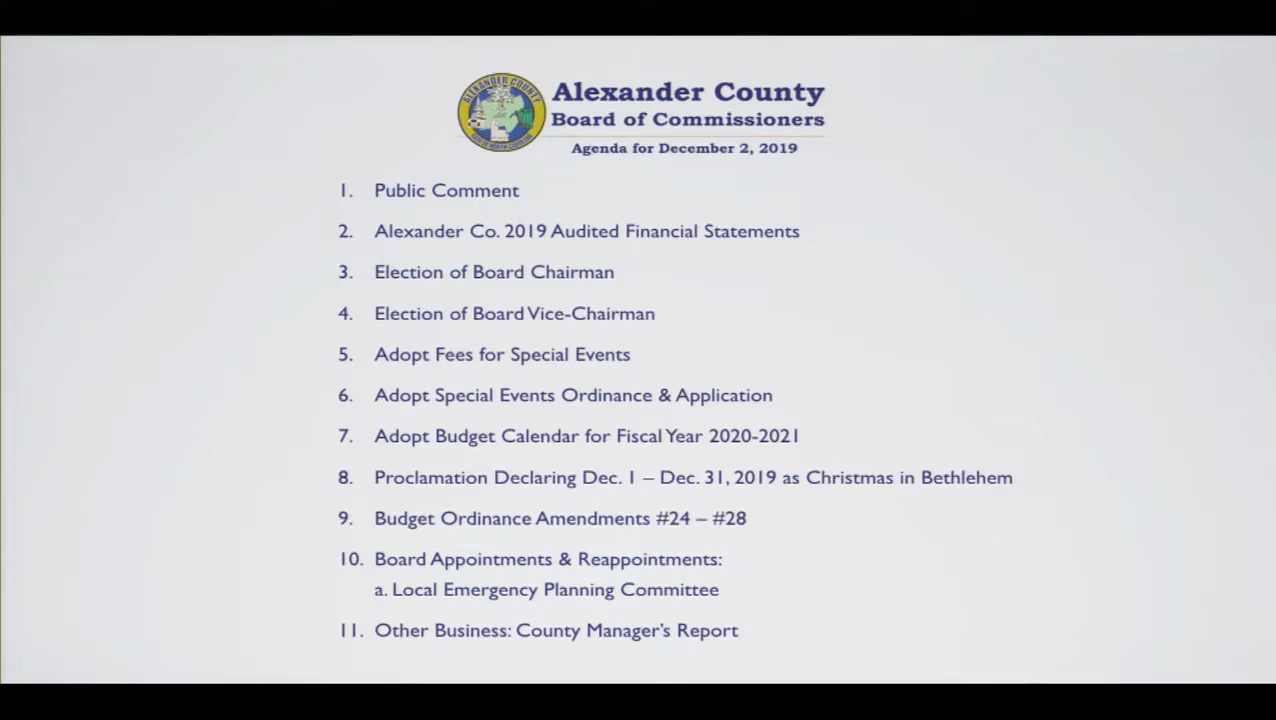 ALEXANDER COUNTY
Alexander County
Board of Commissioners
Agenda for December 2, 2019
1. Public Comment
2. Alexander Co. 2019 Audited Financial Statements
3. Election of Board Chairman
4. Election of Board Vice-Chairman
5. Adopt Fees for Special Events
6. Adopt Special Events Ordinance & Application
7. Adopt Budget Calendar for Fiscal Year 2020-2021
8. Proclamation Declaring Dec. 1 – Dec. 31, 2019 as Christmas in Bethlehem
9. Budget Ordinance Amendments #24 – #28
10. Board Appointments & Reappointments:
a. Local Emergency Planning Committee
11. Other Business: County Manager's Report